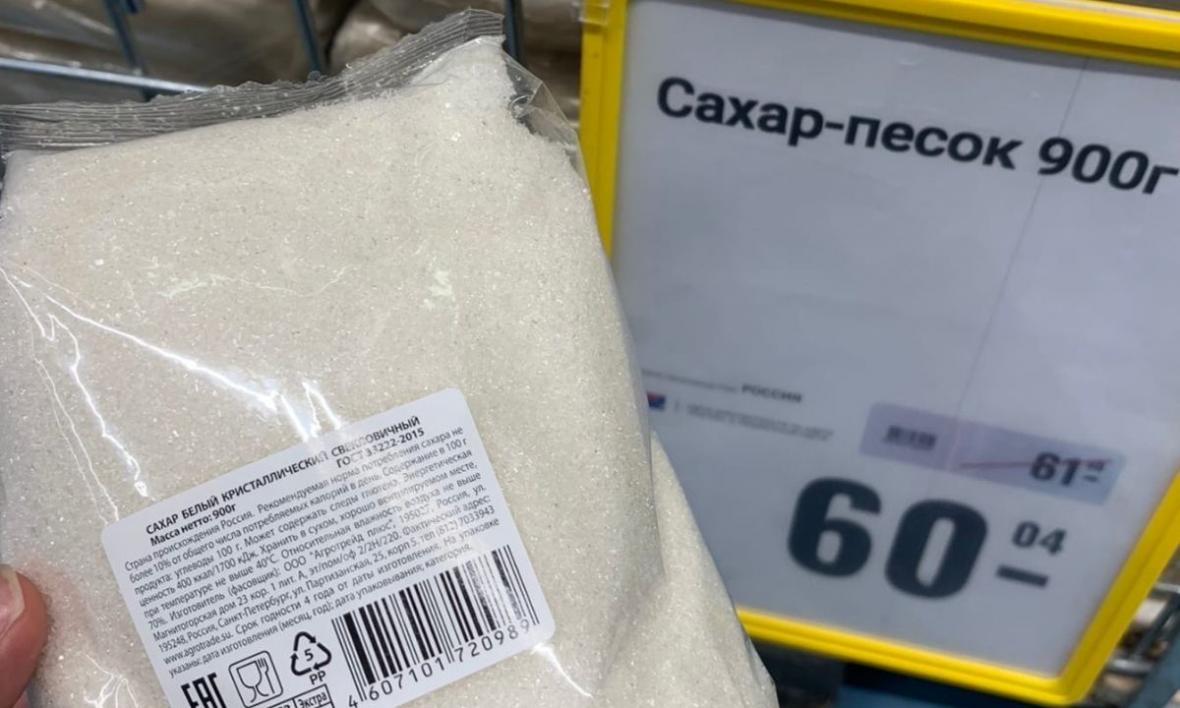 Сахар-песок 900г
РОССИЯ
61
60 04
САХАР БЕЛЫЙ КРИСТАЛЛИЧЕСКИЙ СВЕКЛОВИЧНЫЙ
ГОСТ 33222-2015
Масса нетто: 900г
Страна происхождения Россия. Рекомендуемая норма потребления сахара не
более 10% от общего числа потребляемых калорий в день. Содержание в 100 г
продукта: углеводы 100 г. Может содержать следы глютена. Энергетическая
ценность 400 ккал/1700 кДж. Хранить в сухом, хорошо вентилируемом месте,
при температуре не выше 40°С. Относительная влажность воздуха не выше
70%. Изготовитель (фасовщик): ООО "Агротрейд плюс", 195027, Россия, ул.
Магнитогорская дом 23 кор. 1 лит. А, эт/пом/оф 2/2Н/220. Фактический адрес:
195248, Россия, Санкт-Петербург, ул. Партизанская, 25, корп 5, тел (812) 7033943
www.agrotrade.su. Срок годности 4 года от даты изготовления. На упаковке
указаны: дата изготовления (месяц, год); дата упаковывания; категория.
EAC
5
PP
Экстра
4607101720989